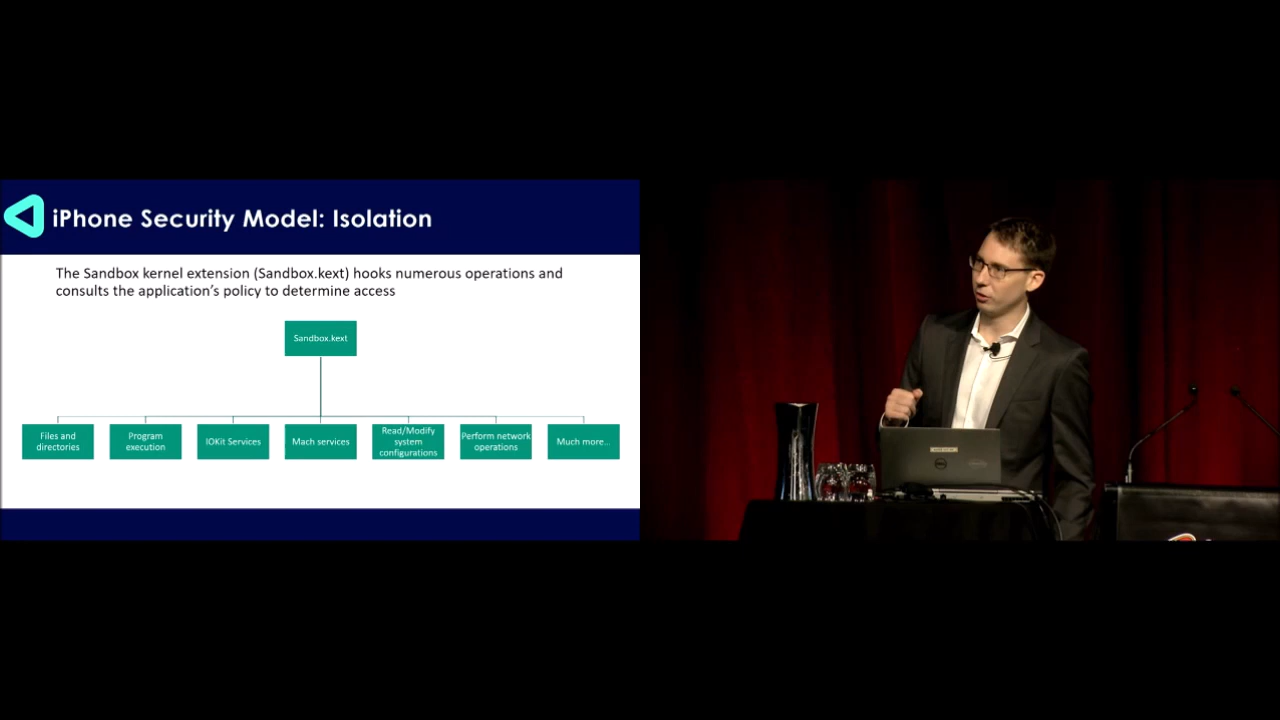 iPhone Security Model: Isolation
The Sandbox kernel extension (Sandbox.kext) hooks numerous operations and
consults the application's policy to determine access
Sandbox.kext
Files and
directories
Program
execution
IOKit Services
Mach services
Read/Modify
system
configurations
Perform network
operations
Much more...
DELL